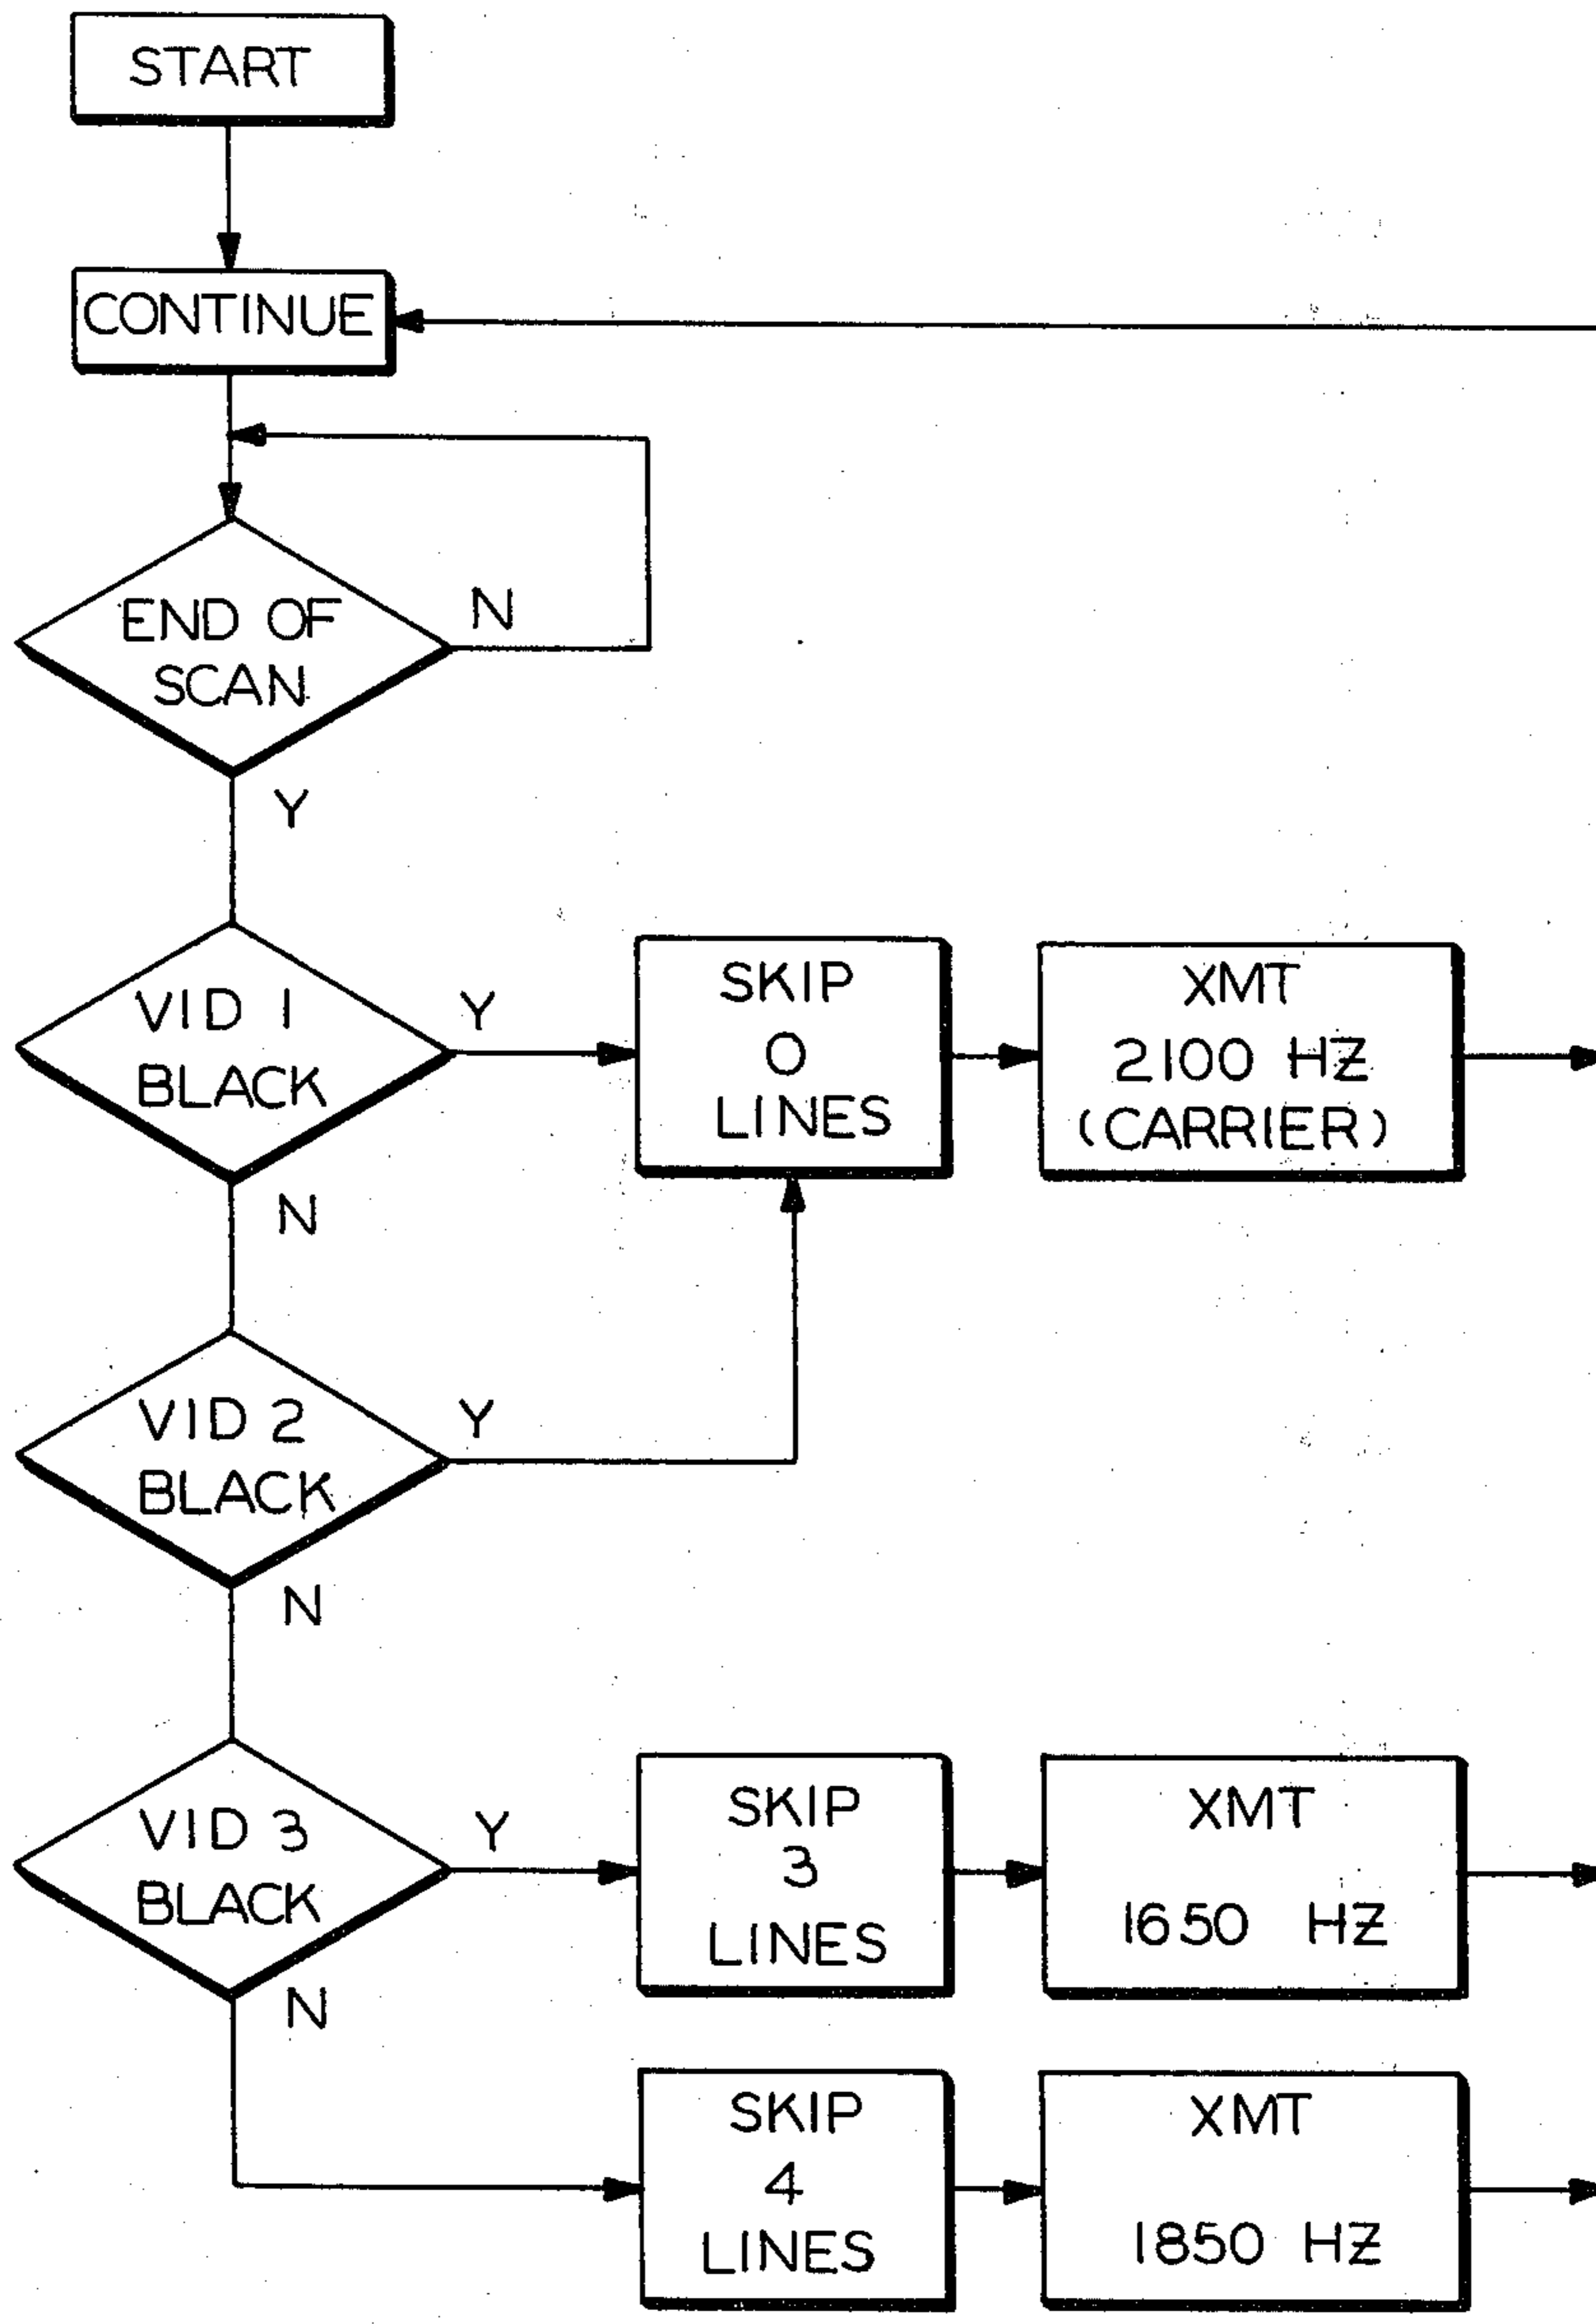 START
CONTINUE
END OF
SCAN
N
Y
VID 1
BLACK
Y
N
SKIP
0
LINES
XMT
2100 HZ
(CARRIER)
VID 2
BLACK
Y
N
VID 3
BLACK
Y
N
SKIP
3
LINES
XMT
1650 HZ
SKIP
4
LINES
XMT
1850 HZ